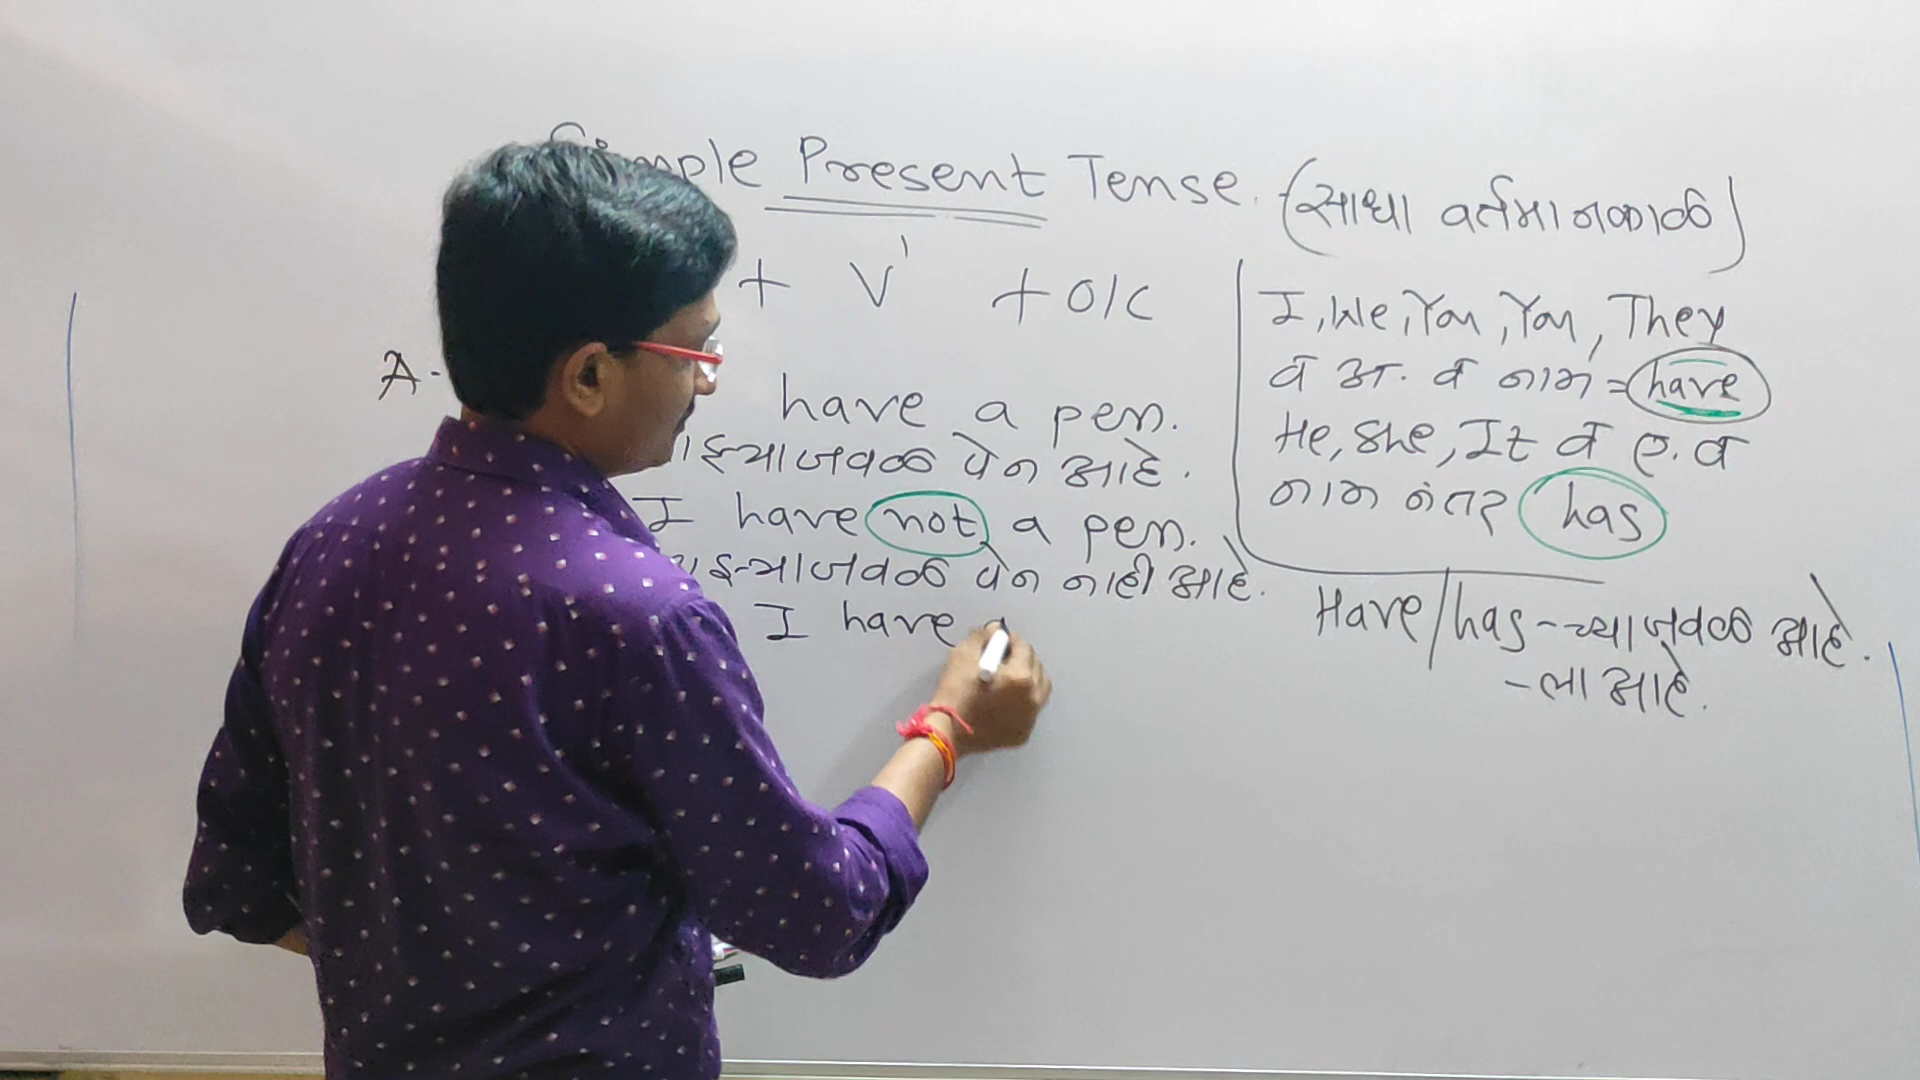 Simple Present Tense. (साधा वर्तमानकाळ)
+ V¹ + O/C
A.
have a pen.
झ्याजवळ पेन आहे.
I have not a pen.
झ्याजवळ पेन नाही आहे.
I have
I, We, You, You, They
व अ. व नाम = have
He, She, It व ए. व
नाम नंतर has
Have/has - च्याजवळ आहे.
- ला आहे.